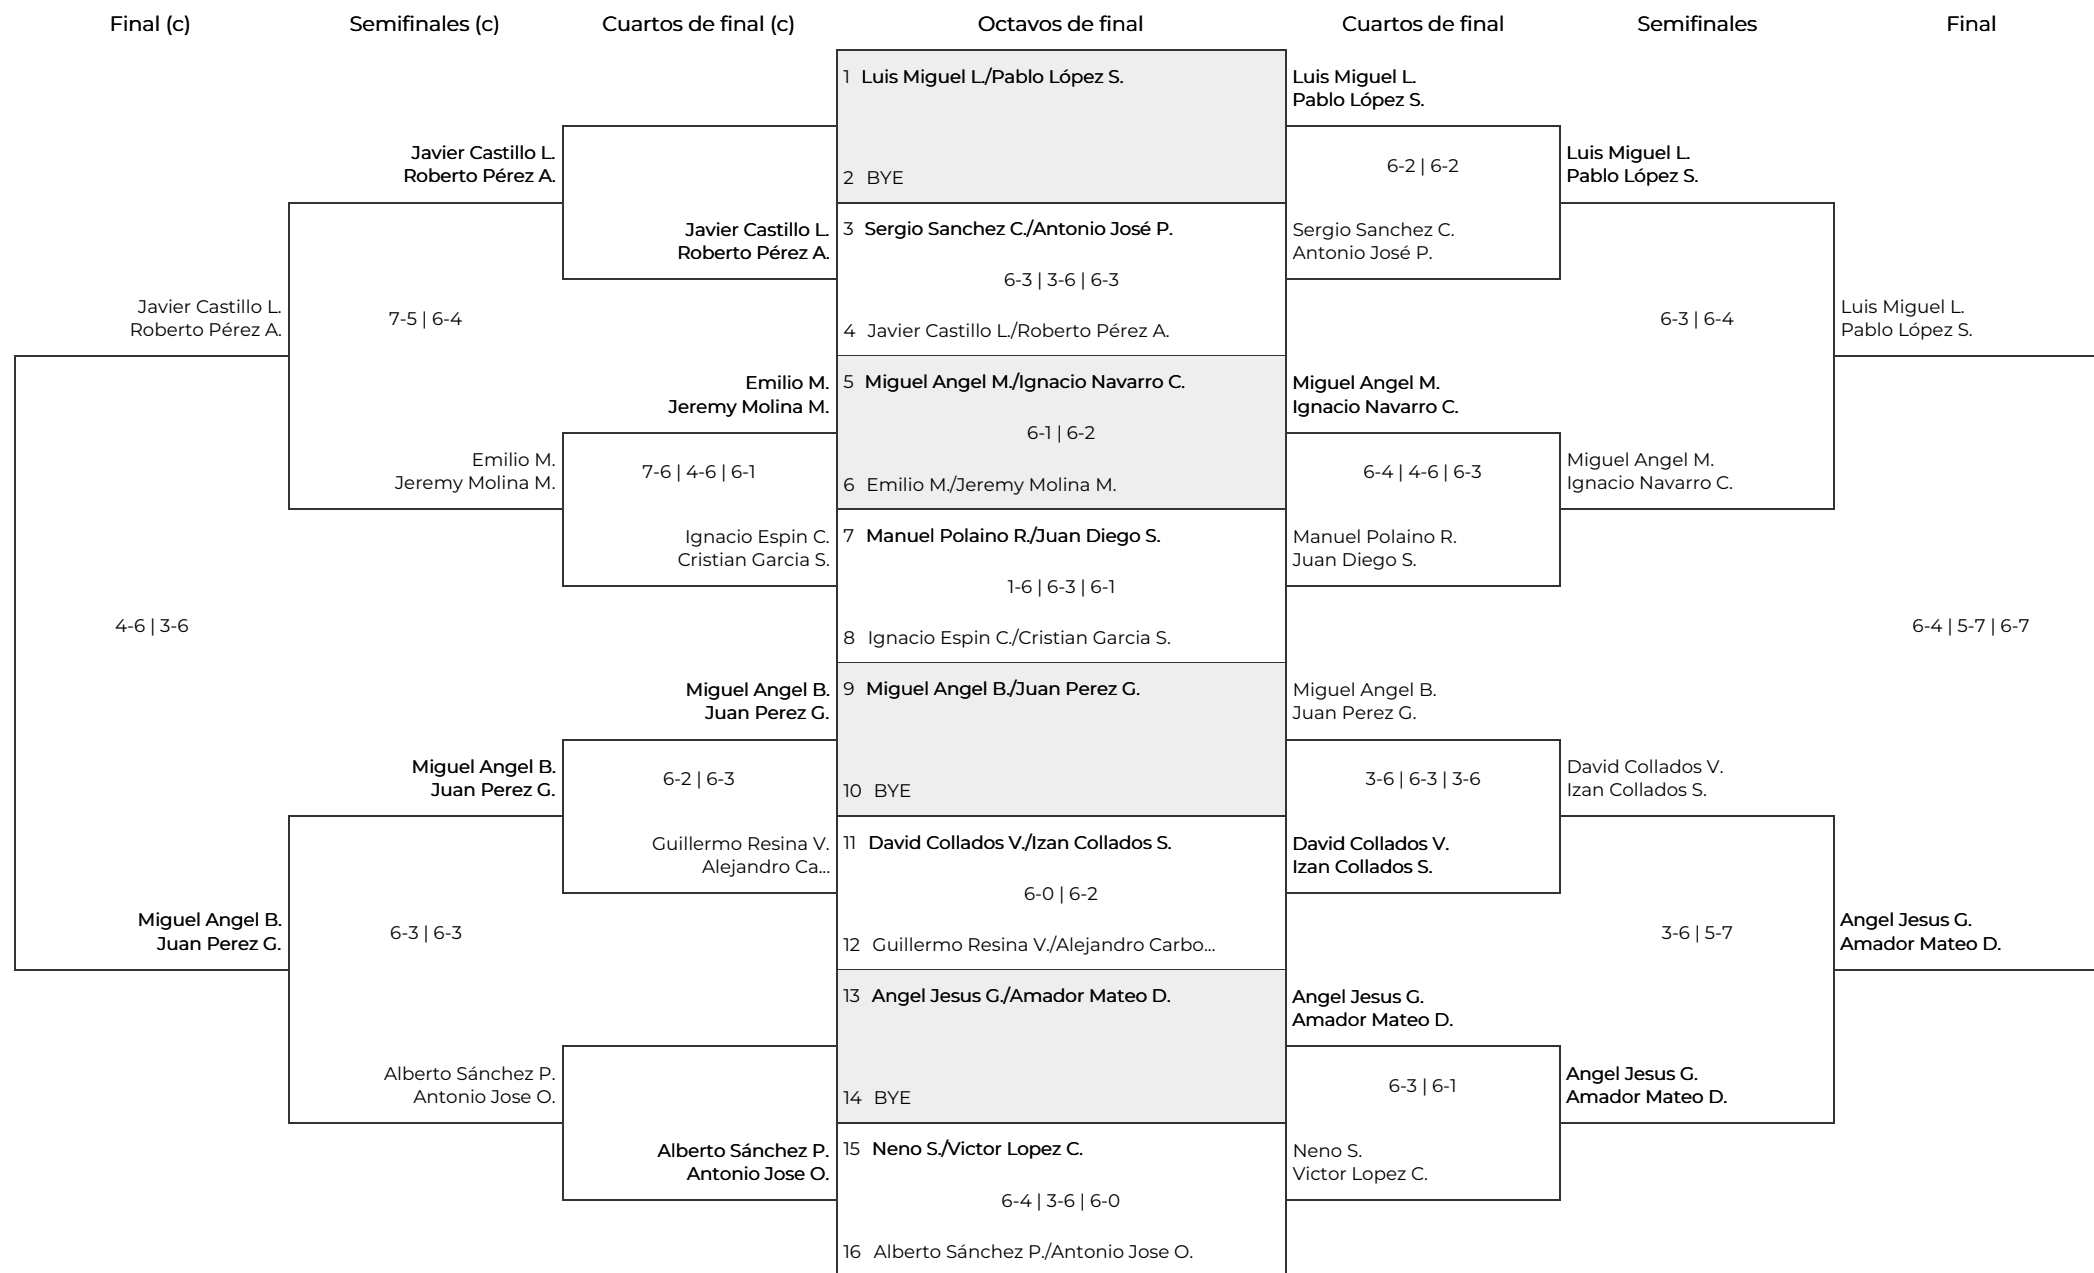 Final (c)
Semifinales (c)
Cuartos de final (c)
Octavos de final
Cuartos de final
Semifinales
Final
Javier Castillo L.
Roberto Pérez A.
4-6 | 3-6
Miguel Angel B.
Juan Perez G.
Javier Castillo L.
Roberto Pérez A.
7-5 | 6-4
Emilio M.
Jeremy Molina M.
Miguel Angel B.
Juan Perez G.
6-3 | 6-3
Alberto Sánchez P.
Antonio Jose O.
Javier Castillo L.
Roberto Pérez A.
Emilio M.
Jeremy Molina M.
7-6 | 4-6 | 6-1
Ignacio Espin C.
Cristian Garcia S.
Miguel Angel B.
Juan Perez G.
6-2 | 6-3
Guillermo Resina V.
Alejandro Ca...
Alberto Sánchez P.
Antonio Jose O.
1 Luis Miguel L./Pablo López S.
2 BYE
3 Sergio Sanchez C./Antonio José P.
6-3 | 3-6 | 6-3
4 Javier Castillo L./Roberto Pérez A.
5 Miguel Angel M./Ignacio Navarro C.
6-1 | 6-2
6 Emilio M./Jeremy Molina M.
7 Manuel Polaino R./Juan Diego S.
1-6 | 6-3 | 6-1
8 Ignacio Espin C./Cristian Garcia S.
9 Miguel Angel B./Juan Perez G.
10 BYE
11 David Collados V./Izan Collados S.
6-0 | 6-2
12 Guillermo Resina V./Alejandro Carbo...
13 Angel Jesus G./Amador Mateo D.
14 BYE
15 Neno S./Victor Lopez C.
6-4 | 3-6 | 6-0
16 Alberto Sánchez P./Antonio Jose O.
Luis Miguel L.
Pablo López S.
6-2 | 6-2
Sergio Sanchez C.
Antonio José P.
Miguel Angel M.
Ignacio Navarro C.
6-4 | 4-6 | 6-3
Manuel Polaino R.
Juan Diego S.
Miguel Angel B.
Juan Perez G.
3-6 | 6-3 | 3-6
David Collados V.
Izan Collados S.
Angel Jesus G.
Amador Mateo D.
6-3 | 6-1
Neno S.
Victor Lopez C.
Luis Miguel L.
Pablo López S.
6-3 | 6-4
Miguel Angel M.
Ignacio Navarro C.
David Collados V.
Izan Collados S.
3-6 | 5-7
Angel Jesus G.
Amador Mateo D.
Luis Miguel L.
Pablo López S.
6-4 | 5-7 | 6-7
Angel Jesus G.
Amador Mateo D.